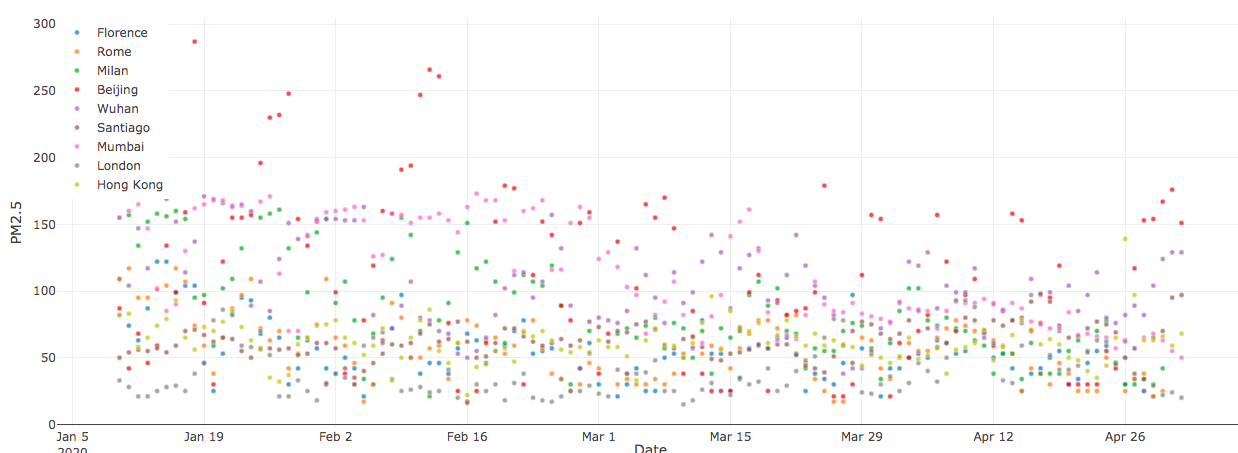 300
250
200
150
100
50
0
PM2.5
Florence
Rome
Milan
Beijing
Wuhan
Santiago
Mumbai
London
Hong Kong
Jan 5 Jan 19 Feb 2 Feb 16 Mar 1 Mar 15 Mar 29 Apr 12 Apr 26
2020
Date